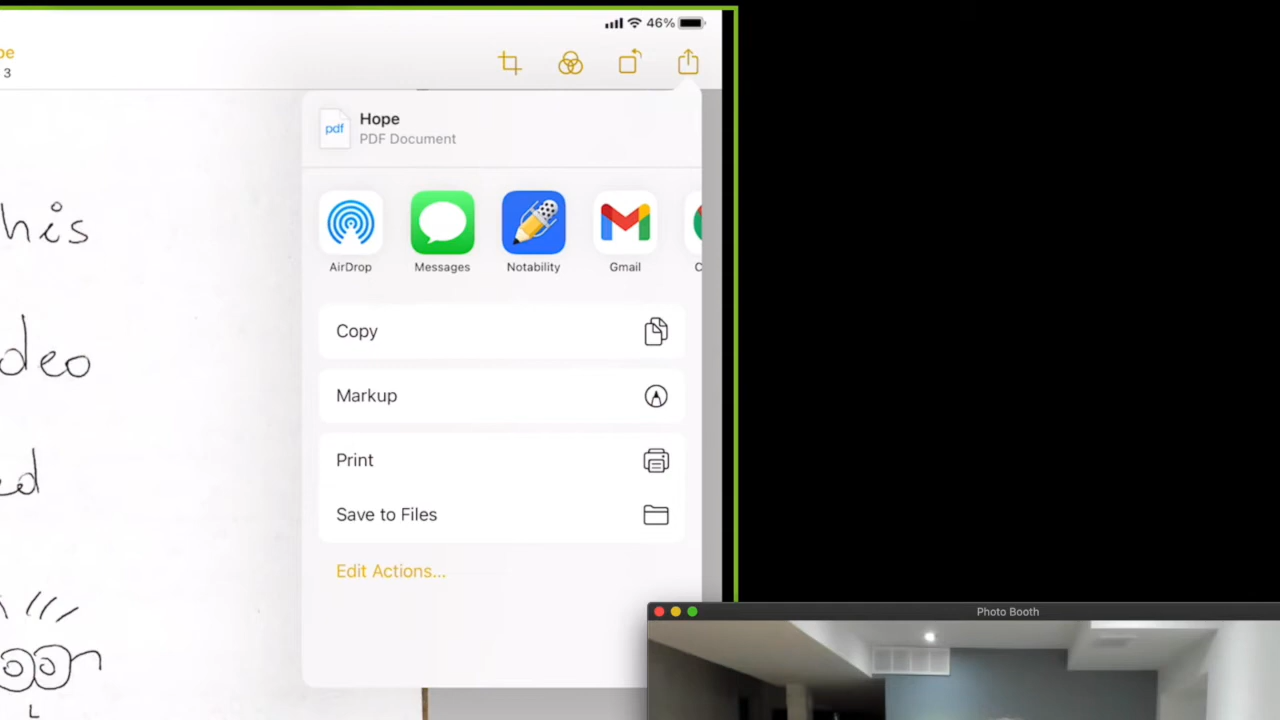 46%
pe
3
Hope
pdf
PDF Document
his
AirDrop
Messages
Notability
Gmail
C
Copy
deo
Markup
Print
ed
Save to Files
Edit Actions...
Photo Booth
L